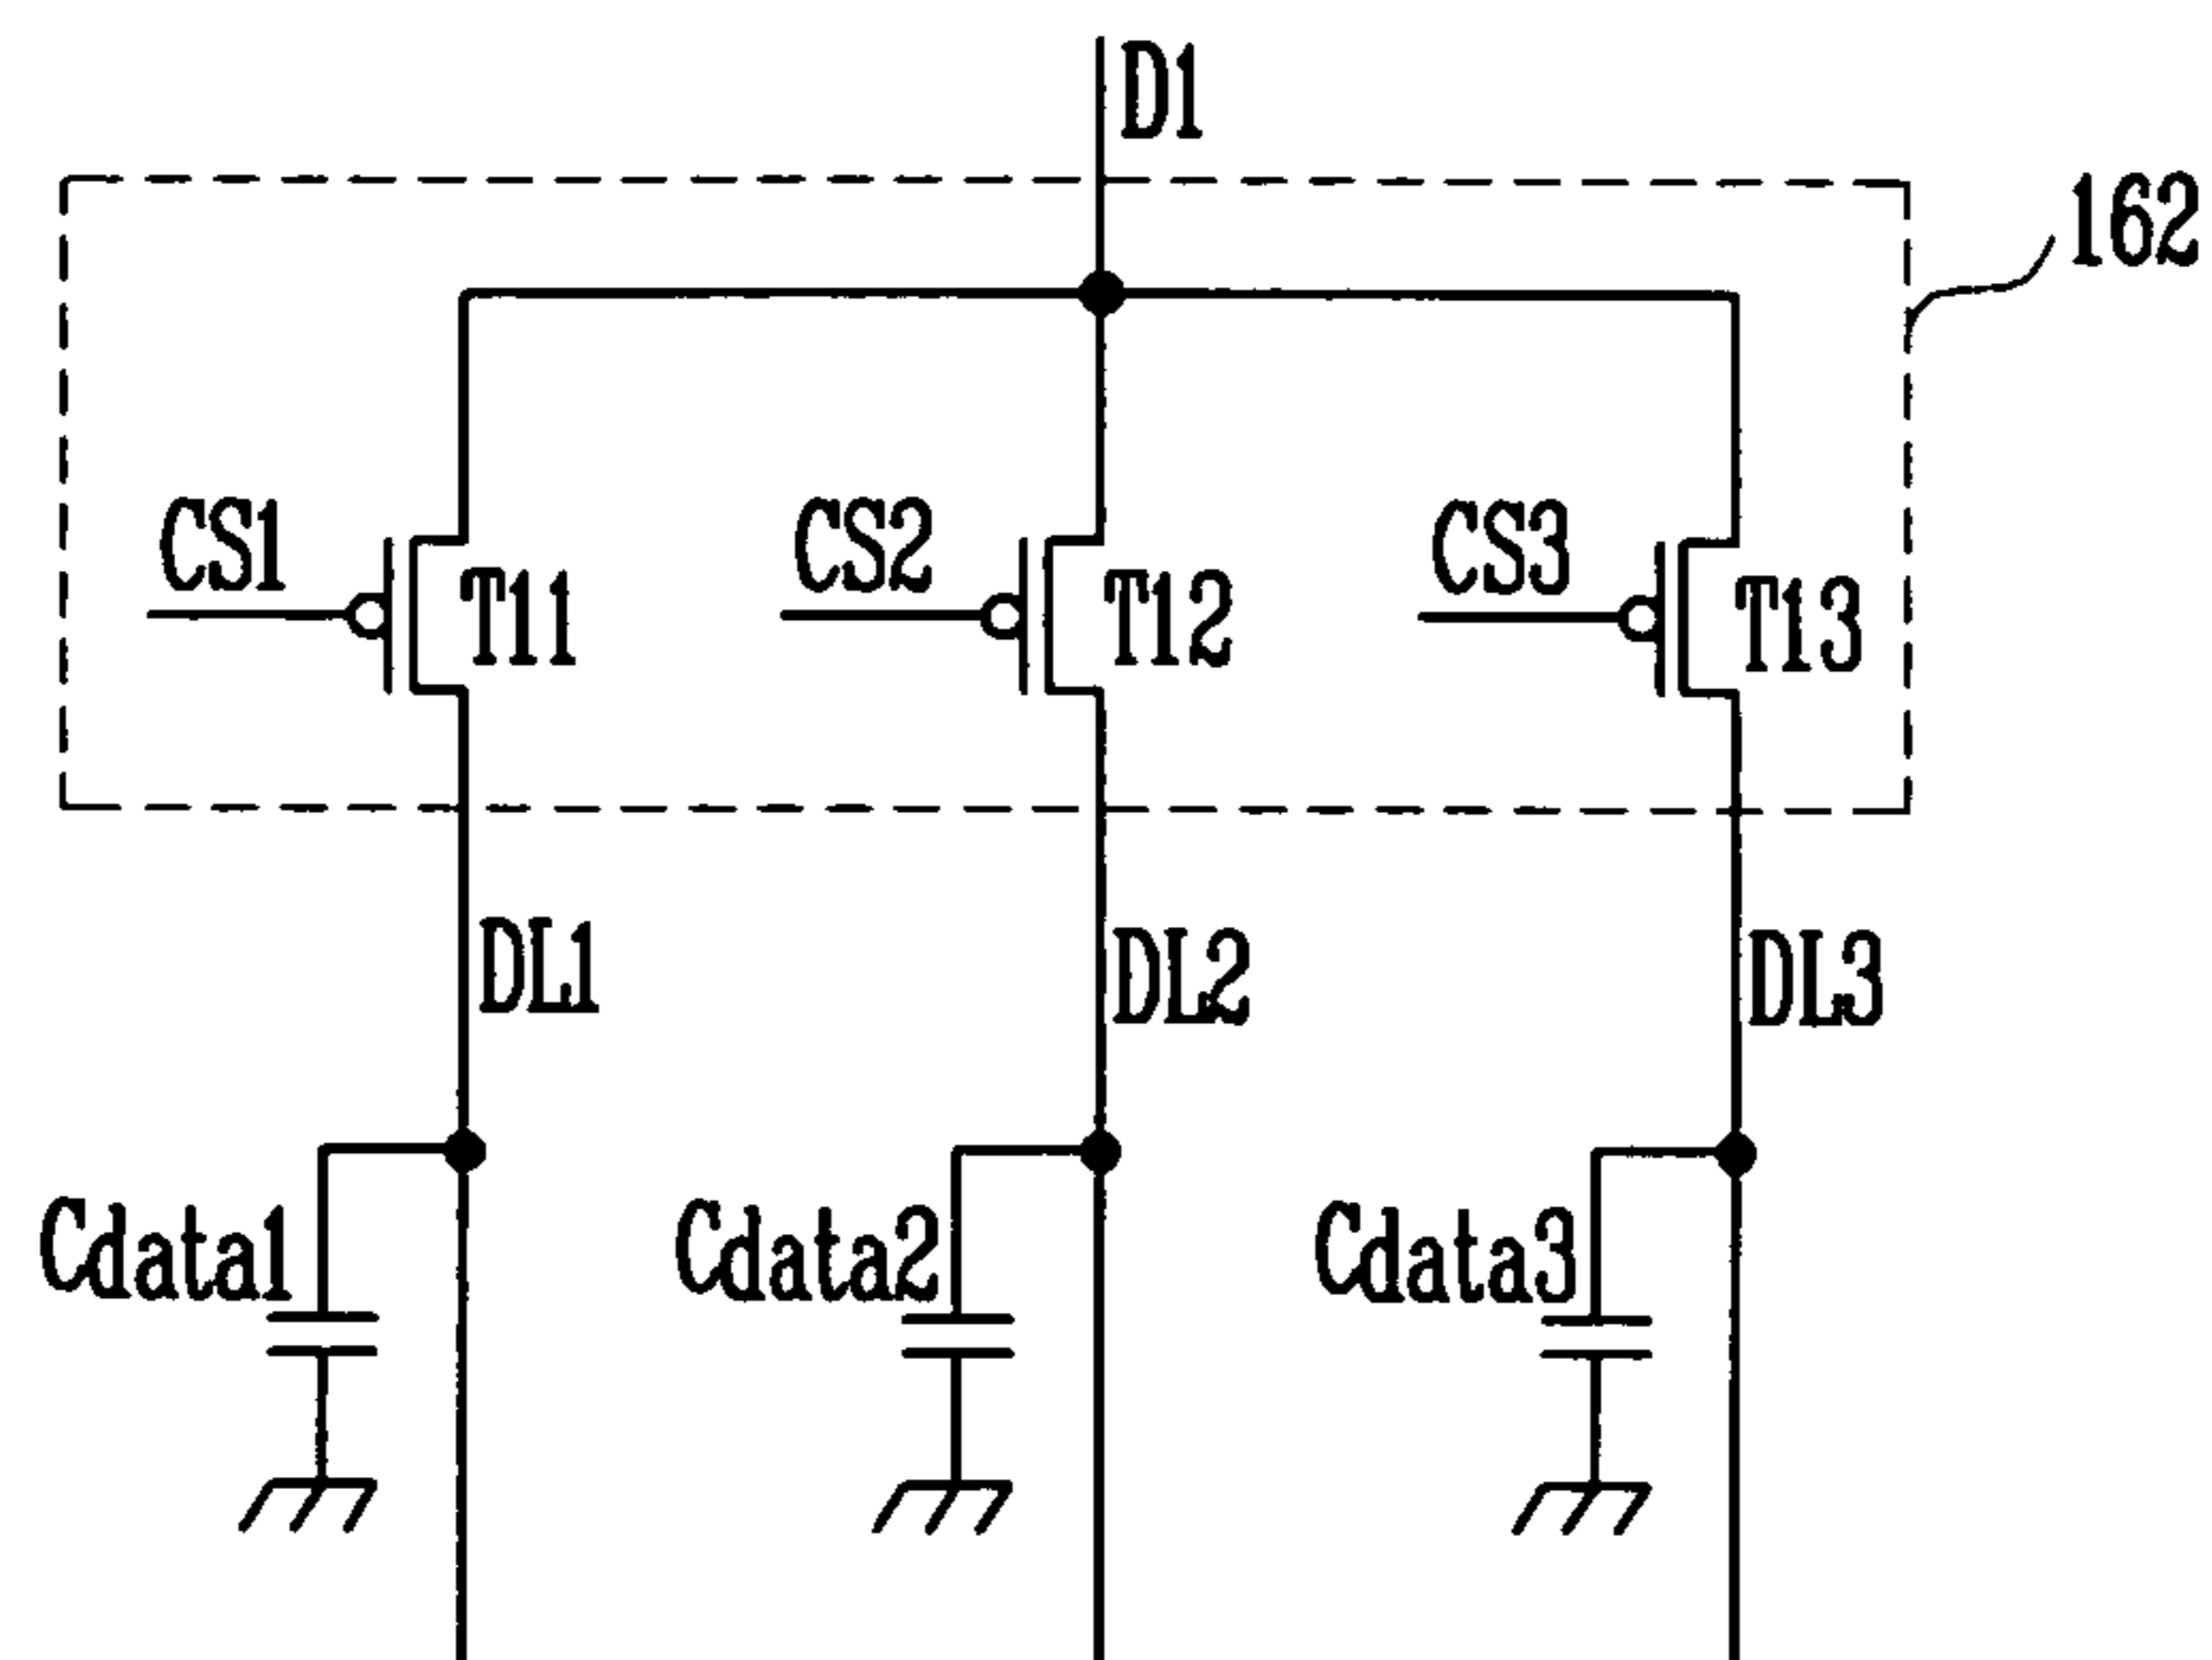 D1
162
CS1
CS2
CS3
T11
T12
T13
DL1
DL2
DL3
Cdata1
Cdata2
Cdata3